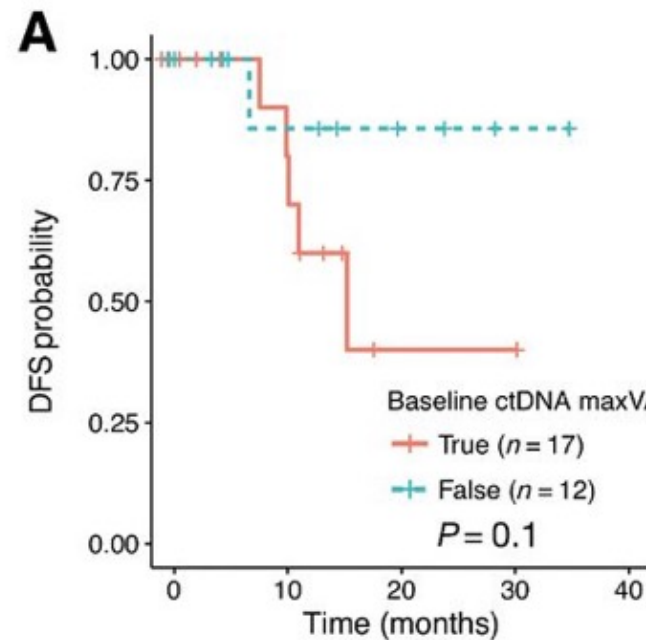 A
1.00
0.75
0.50
0.25
0.00
DFS probability
Baseline ctDNA
True (n = 17)
False (n = 12)
P = 0.1
0 10 20 30 40
Time (months)